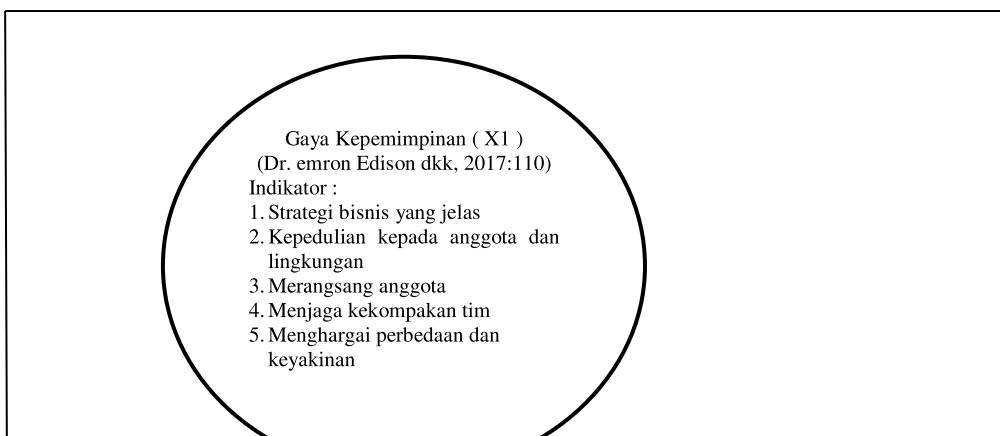 Gaya Kepemimpinan ( X1 )
(Dr. emron Edison dkk, 2017:110)
Indikator :
1. Strategi bisnis yang jelas
2. Kepedulian kepada anggota dan
lingkungan
3. Merangsang anggota
4. Menjaga kekompakan tim
5. Menghargai perbedaan dan
keyakinan